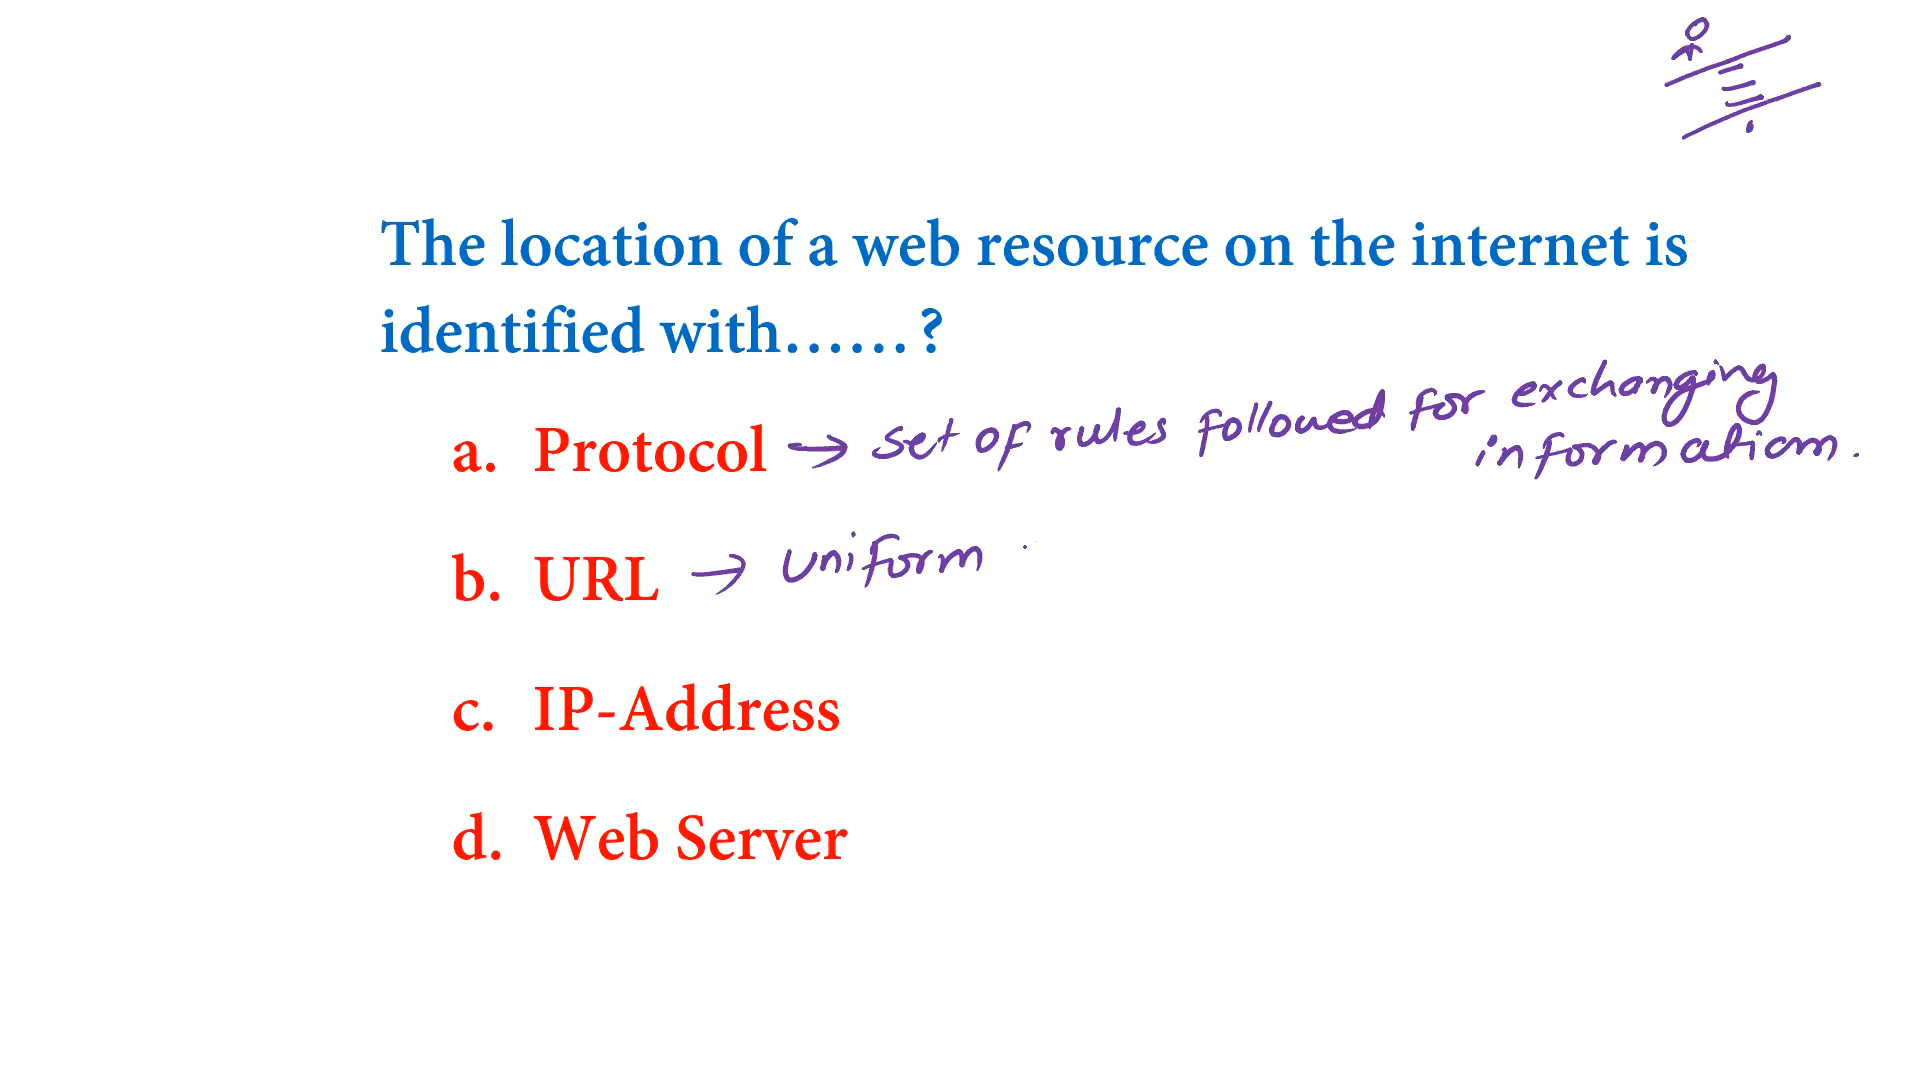 The location of a web resource on the internet is
identified with......?
a. Protocol → set of rules followed for exchanging
information.
b. URL → uniform
c. IP-Address
d. Web Server